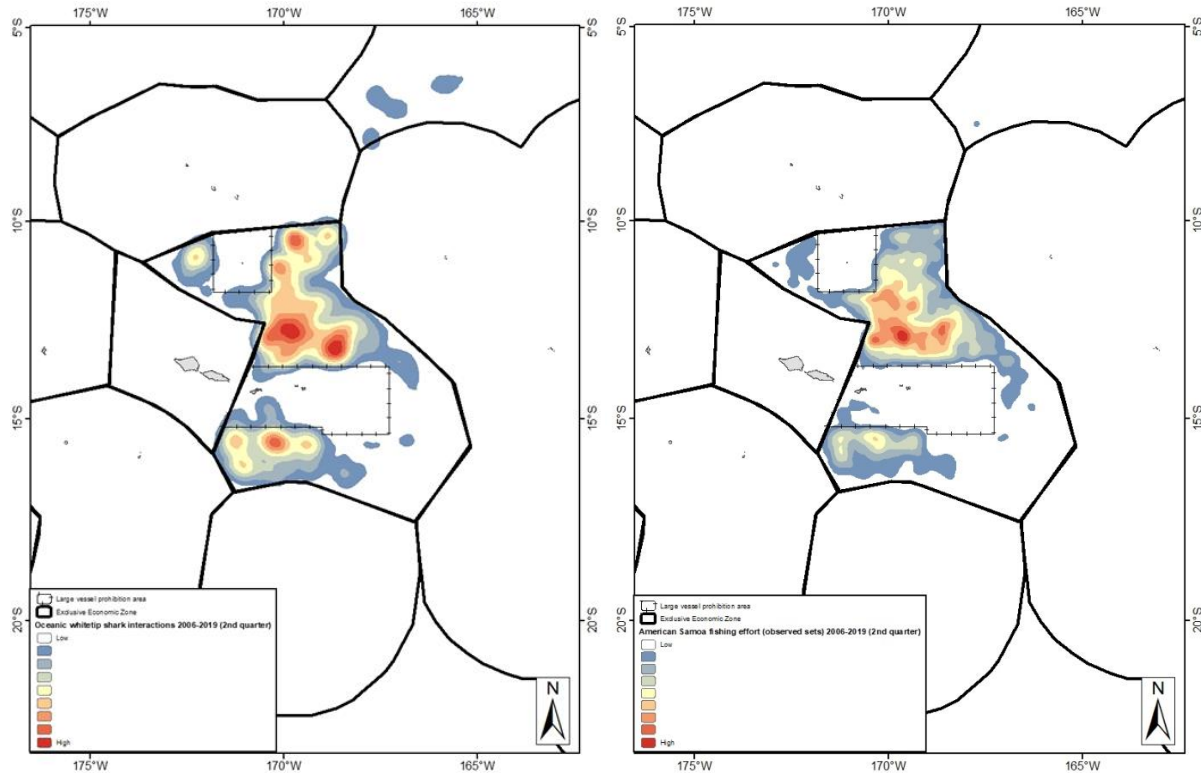 175°W
170°W
165°W
5°S
5°S
10°S
10°S
15°S
15°S
20°S
20°S
Large vessel prohibition area
Exclusive Economic Zone
Oceanic whitetip shark interactions 2006-2019 (2nd quarter)
Low
High
N
175°W
170°W
165°W
175°W
170°W
165°W
5°S
5°S
10°S
10°S
15°S
15°S
20°S
20°S
Large vessel prohibition area
Exclusive Economic Zone
American Samoa fishing effort (observed sets) 2006-2019 (2nd quarter)
Low
High
N
175°W
170°W
165°W